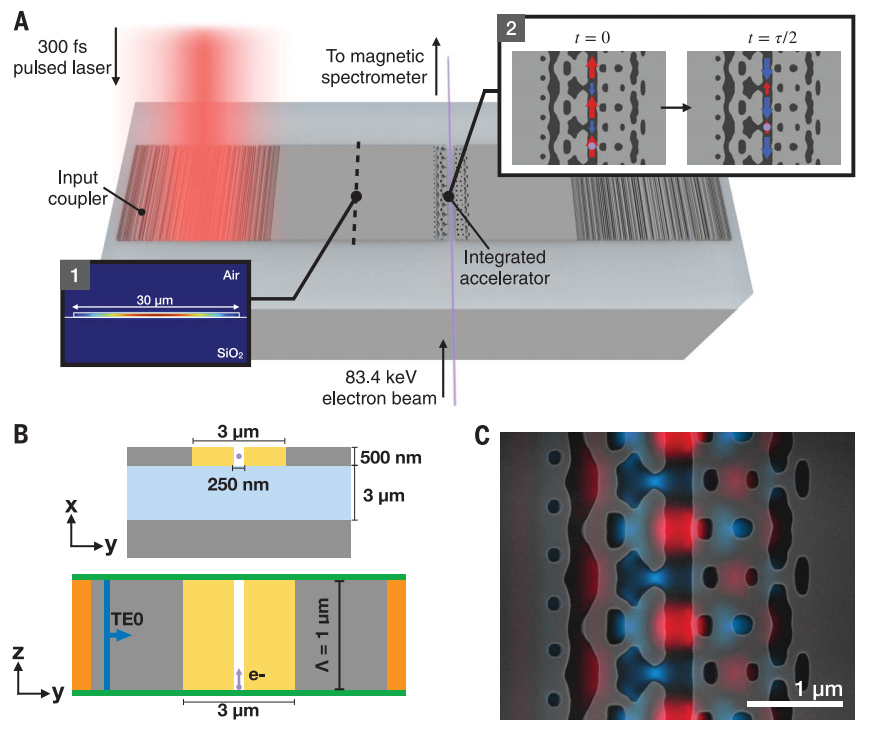 A
300 fs
pulsed laser
To magnetic
spectrometer
2
t = 0
t = τ/2
Input
coupler
Integrated
accelerator
1
Air
30 μm
SiO₂
83.4 keV
electron beam
B
3 μm
500 nm
250 nm
3 μm
x
y
TE0
Λ = 1 μm
e-
z
y
3 μm
C
1 μm